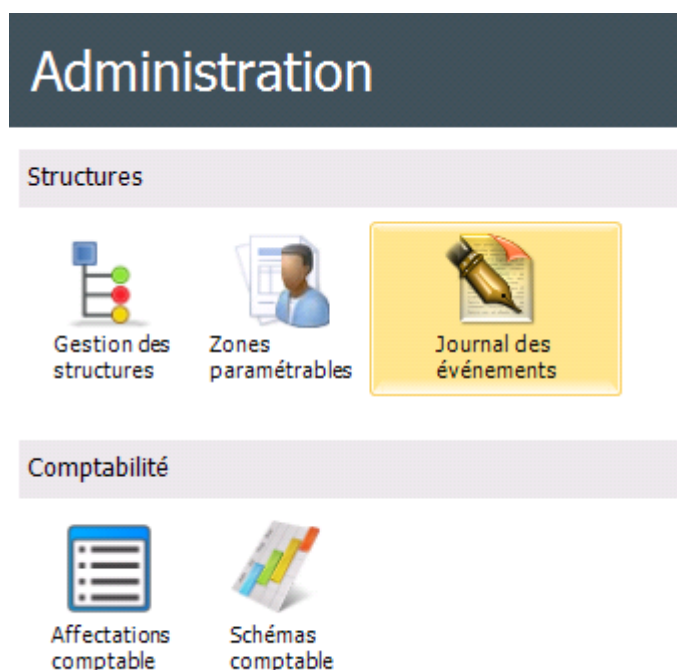 Administration
Structures
Gestion des
structures
Zones
paramétrables
Journal des
événements
Comptabilité
Affectations
comptable
Schémas
comptable